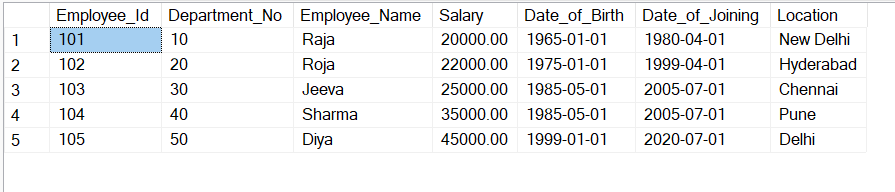 Employee_Id Department_No Employee_Name Salary Date_of_Birth Date_of_Joining Location
1 101 10 Raja 20000.00 1965-01-01 1980-04-01 New Delhi
2 102 20 Roja 22000.00 1975-01-01 1999-04-01 Hyderabad
3 103 30 Jeeva 25000.00 1985-05-01 2005-07-01 Chennai
4 104 40 Sharma 35000.00 1985-05-01 2005-07-01 Pune
5 105 50 Diya 45000.00 1999-01-01 2020-07-01 Delhi